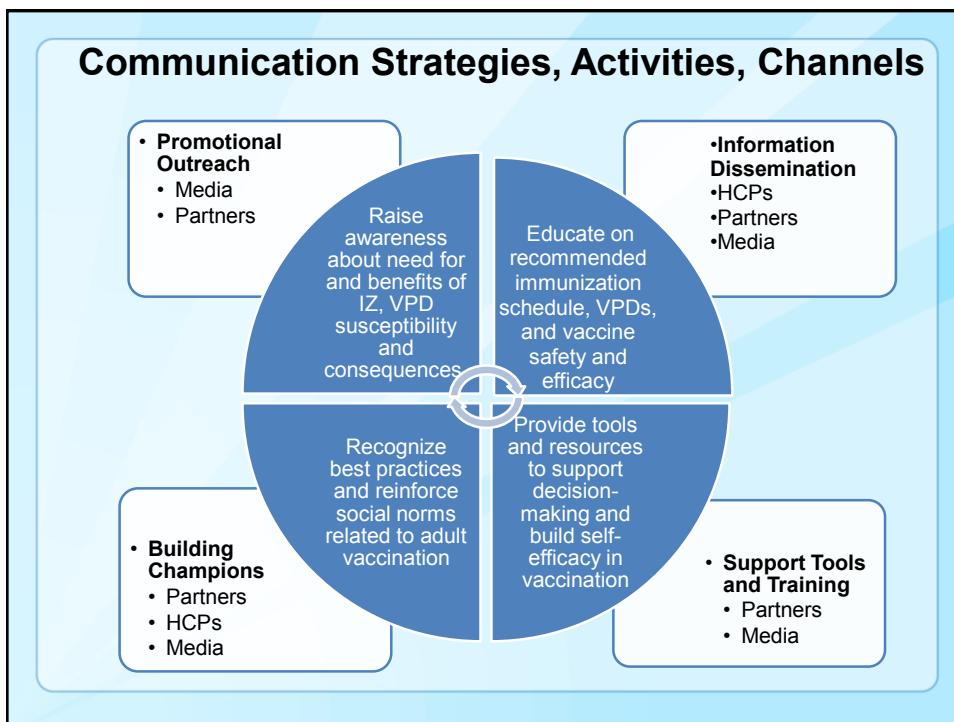 Communication Strategies, Activities, Channels
• Promotional
Outreach
• Media
• Partners
Raise
awareness
about need for
and benefits of
IZ, VPD
susceptibility
and
consequences
Educate on
recommended
immunization
schedule, VPDs,
and vaccine
safety and
efficacy
•Information
Dissemination
•HCPs
•Partners
•Media
• Building
Champions
• Partners
• HCPs
• Media
Recognize
best practices
and reinforce
social norms
related to adult
vaccination
Provide tools
and resources
to support
decision-
making and
build self-
efficacy in
vaccination
• Support Tools
and Training
• Partners
• Media